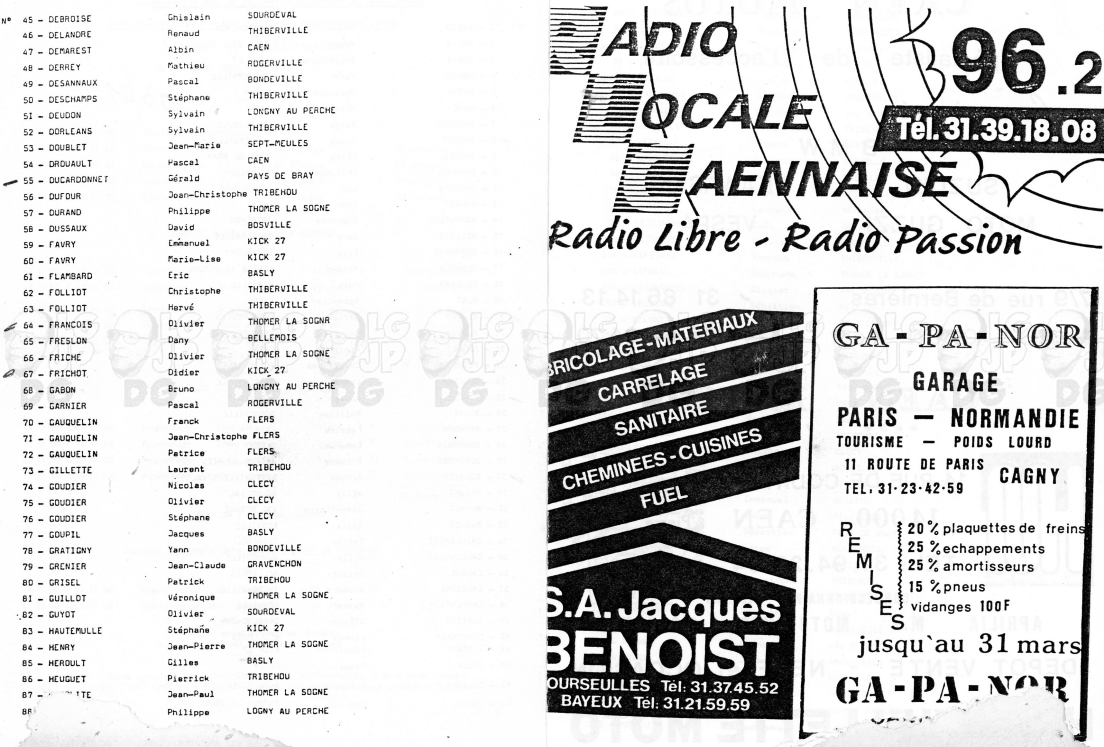 N° 45 - DEBROISE Ghislain SOURDEVAL
46 - DELANDRE Renaud THIBERVILLE
47 - DEMAREST Albin CAEN
48 - DERREY Mathieu ROGERVILLE
49 - DESANNAUX Pascal BONDEVILLE
50 - DESCHAMPS Stéphane THIBERVILLE
51 - DEUDON Sylvain LONGNY AU PERCHE
52 - DORLEANS Sylvain THIBERVILLE
53 - DOUBLET Jean-Marie SEPT-MEULES
54 - DROUAULT Pascal CAEN
55 - DUCARDONNET Gérald PAYS DE BRAY
56 - DUFOUR Jean-Christophe TRIBEHOU
57 - DURAND Philippe THOMER LA SOGNE
58 - DUSSAUX David BOSVILLE
59 - FAVRY Emmanuel KICK 27
60 - FAVRY Marie-Lise KICK 27
61 - FLAMBARD Eric BASLY
62 - FOLLIOT Christophe THIBERVILLE
63 - FOLLIOT Hervé THIBERVILLE
64 - FRANCOIS Olivier THOMER LA SOGNR
65 - FRESLON Dany BELLEMOIS
66 - FRICHE Olivier THOMER LA SOGNE
67 - FRICHOT Didier KICK 27
68 - GABON Bruno LONGNY AU PERCHE
69 - GARNIER Pascal ROGERVILLE
70 - GAUQUELIN Franck FLERS
71 - GAUQUELIN Jean-Christophe FLERS
72 - GAUQUELIN Patrice FLERS
73 - GILLETTE Laurent TRIBEHOU
74 - GOUDIER Nicolas CLECY
75 - GOUDIER Olivier CLECY
76 - GOUDIER Stéphane CLECY
77 - GOUPIL Jacques BASLY
78 - GRATIGNY Yann BONDEVILLE
79 - GRENIER Jean-Claude GRAVENCHON
80 - GRISEL Patrick TRIBEHOU
81 - GUILLOT Véronique THOMER LA SOGNE
82 - GUYOT Olivier SOURDEVAL
83 - HAUTEMULLE Stéphane KICK 27
84 - HENRY Jean-Pierre THOMER LA SOGNE
85 - HEROULT Gilles BASLY
86 - HEUGUET Pierrick TRIBEHOU
87 - Jean-Paul THOMER LA SOGNE
88 Philippe LOGNY AU PERCHE
RADIO
LOCALE
CAENNAISE
96.2
Tél. 31.39.18.08
Radio Libre - Radio Passion
BRICOLAGE - MATERIAUX
CARRELAGE
SANITAIRE
CHEMINEES - CUISINES
FUEL
S.A. Jacques
BENOIST
OURSEULLES Tél: 31.37.45.52
BAYEUX Tél: 31.21.59.59
GA - PA - NOR
GARAGE
PARIS — NORMANDIE
TOURISME — POIDS LOURD
11 ROUTE DE PARIS CAGNY
TEL. 31·23·42·59
REMISES
20 % plaquettes de freins
25 % echappements
25 % amortisseurs
15 % pneus
vidanges 100F
jusqu'au 31 mars
GA - PA - NOR